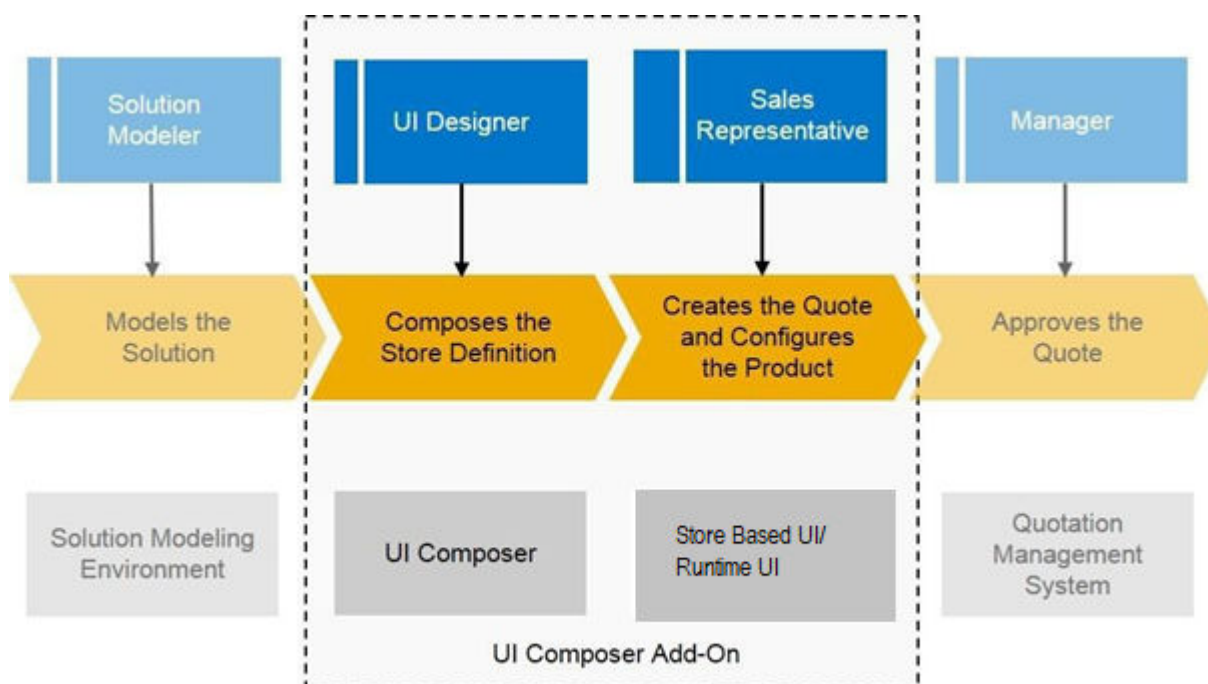 Solution
Modeler
UI Designer
Sales
Representative
Manager
Models the
Solution
Composes the
Store Definition
Creates the Quote
and Configures
the Product
Approves the
Quote
Solution Modeling
Environment
UI Composer
Store Based UI/
Runtime UI
Quotation
Management
System
UI Composer Add-On